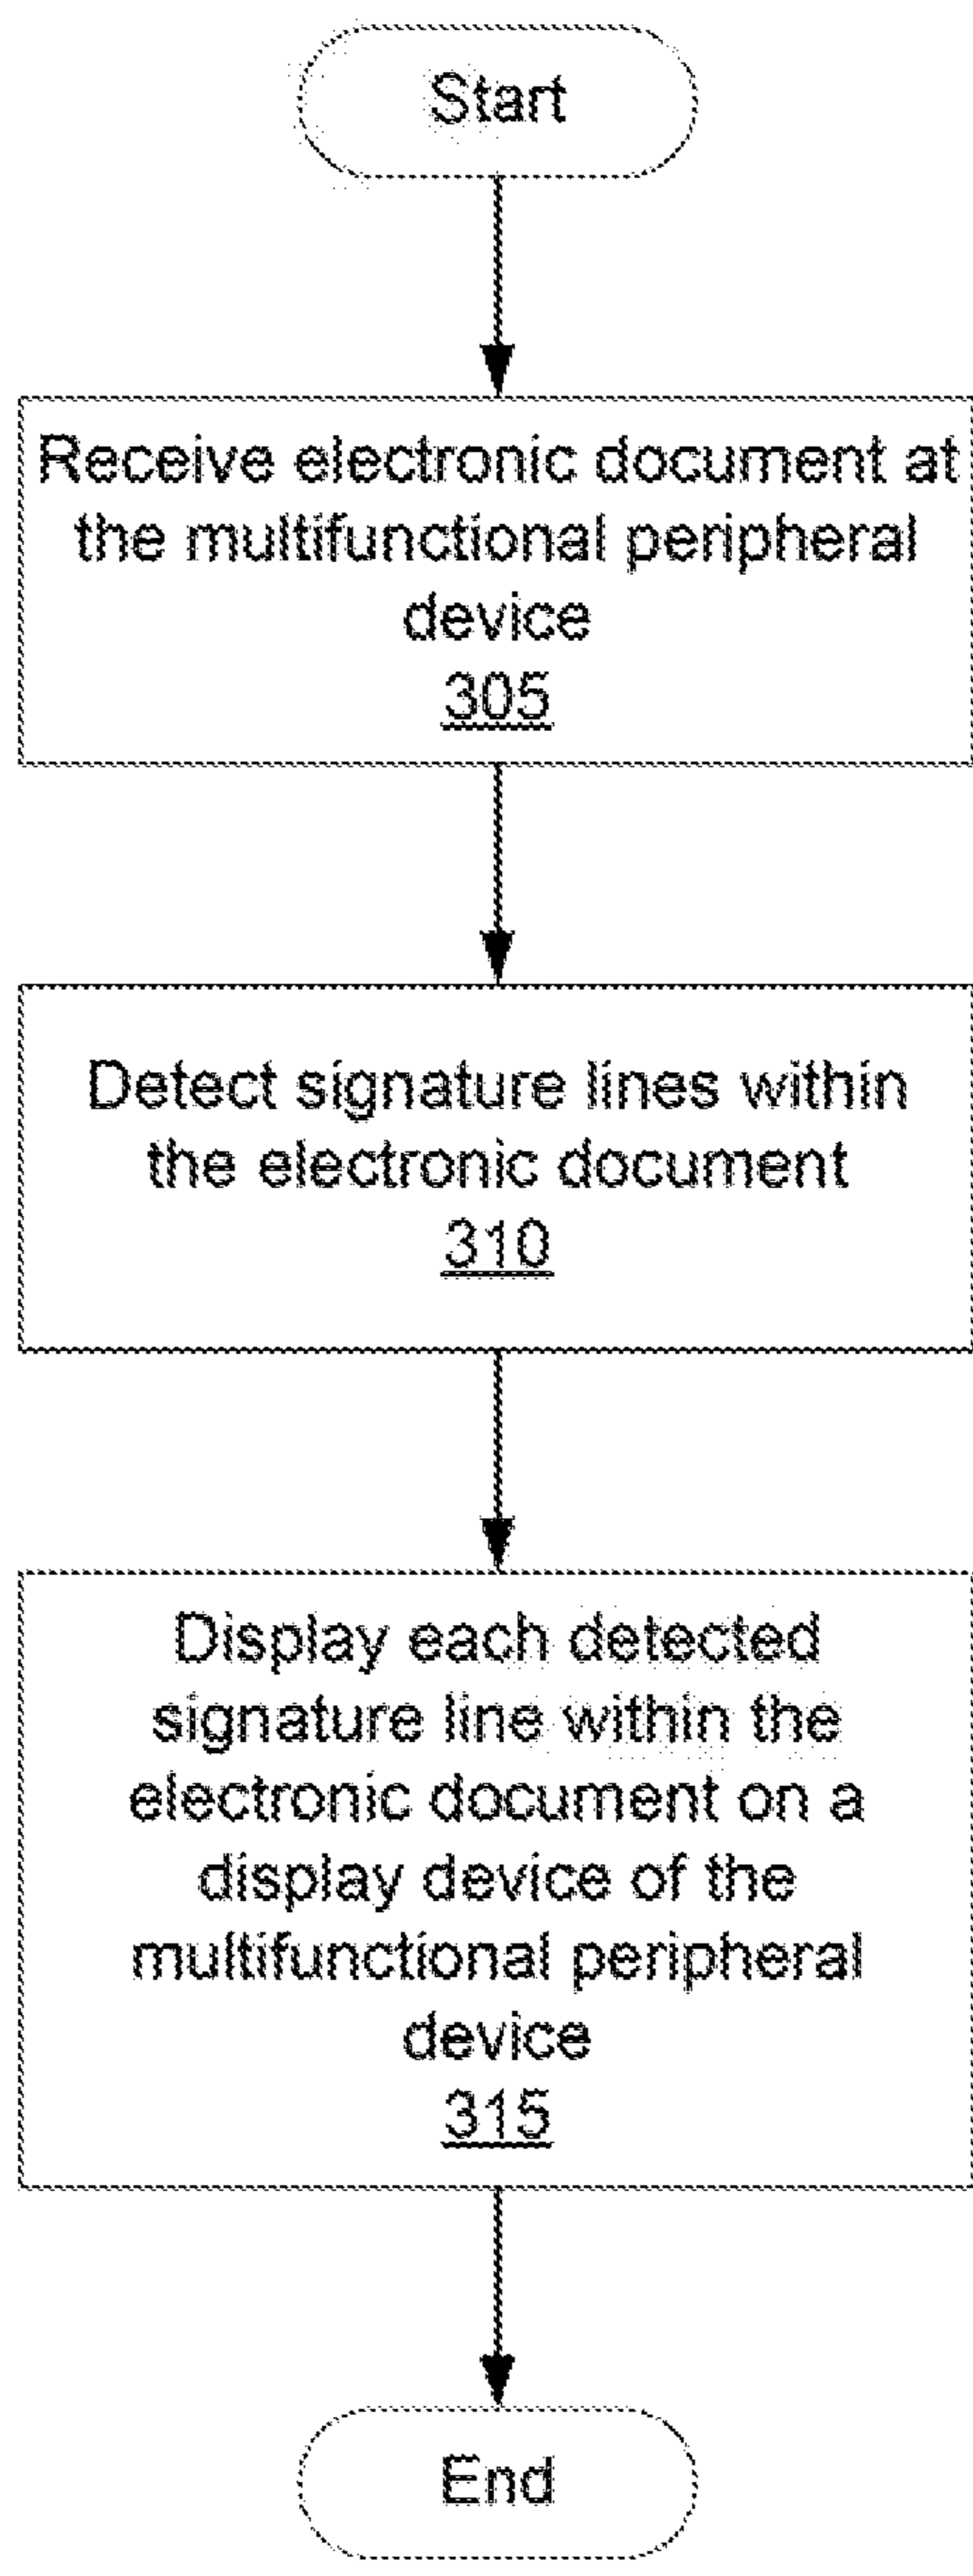 Start
Receive electronic document at
the multifunctional peripheral
device
305
Detect signature lines within
the electronic document
310
Display each detected
signature line within the
electronic document on a
display device of the
multifunctional peripheral
device
315
End